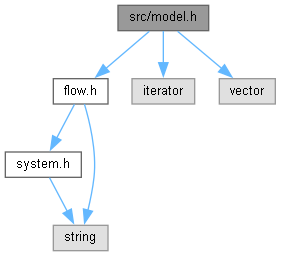 src/model.h
flow.h
iterator
vector
system.h
string